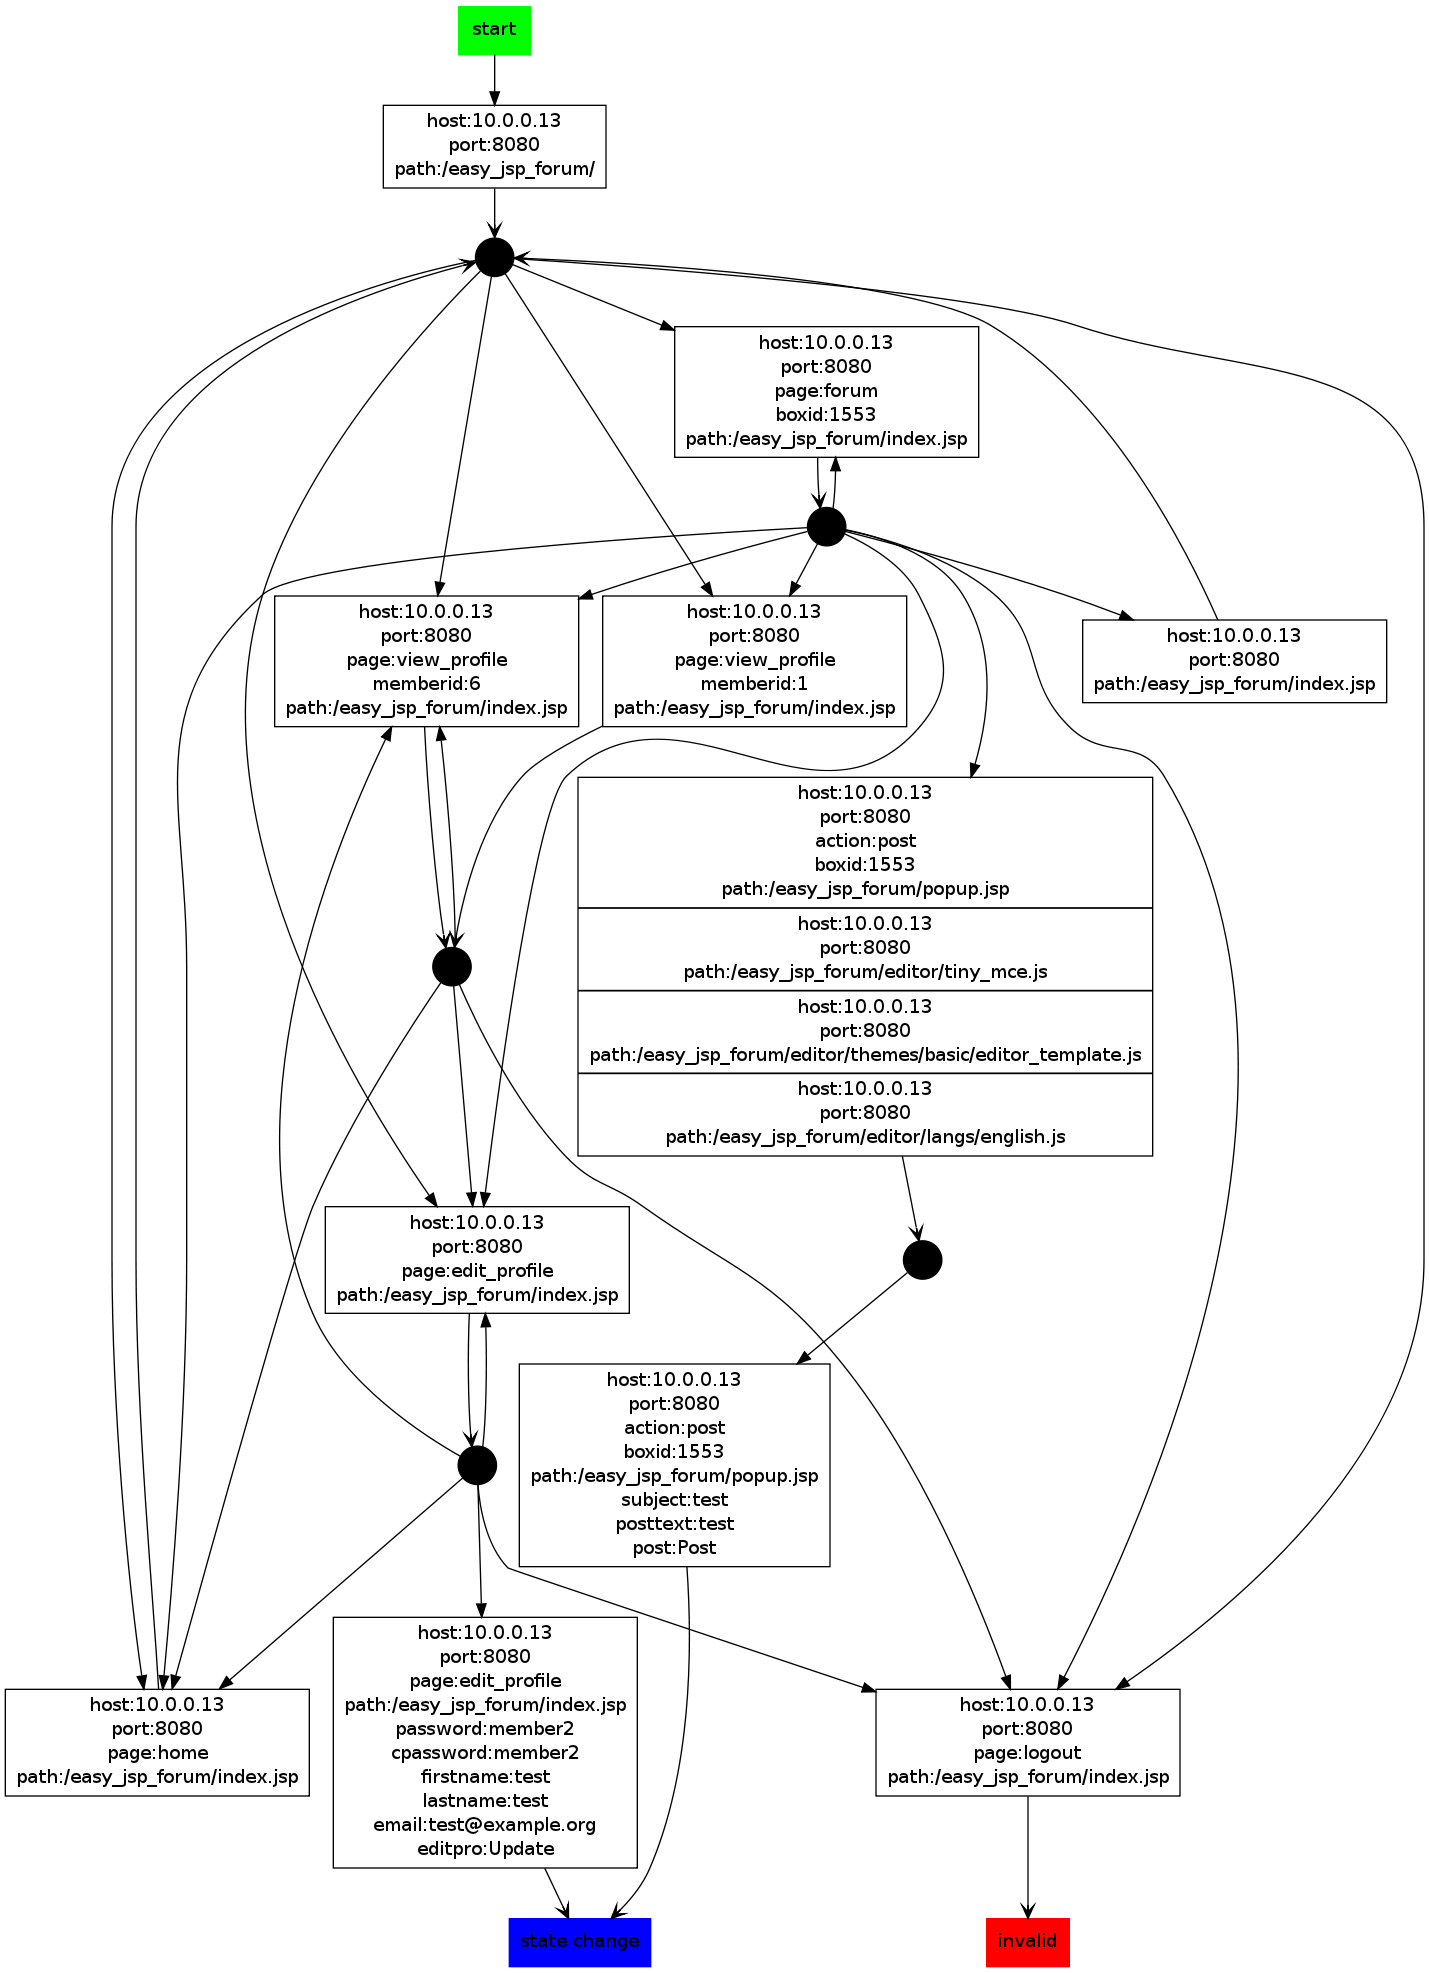 start
host:10.0.0.13
port:8080
path:/easy_jsp_forum/
host:10.0.0.13
port:8080
page:forum
boxid:1553
path:/easy_jsp_forum/index.jsp
host:10.0.0.13
port:8080
page:view_profile
memberid:6
path:/easy_jsp_forum/index.jsp
host:10.0.0.13
port:8080
page:view_profile
memberid:1
path:/easy_jsp_forum/index.jsp
host:10.0.0.13
port:8080
path:/easy_jsp_forum/index.jsp
host:10.0.0.13
port:8080
action:post
boxid:1553
path:/easy_jsp_forum/popup.jsp
host:10.0.0.13
port:8080
path:/easy_jsp_forum/editor/tiny_mce.js
host:10.0.0.13
port:8080
path:/easy_jsp_forum/editor/themes/basic/editor_template.js
host:10.0.0.13
port:8080
path:/easy_jsp_forum/editor/langs/english.js
host:10.0.0.13
port:8080
page:edit_profile
path:/easy_jsp_forum/index.jsp
host:10.0.0.13
port:8080
action:post
boxid:1553
path:/easy_jsp_forum/popup.jsp
subject:test
posttext:test
post:Post
host:10.0.0.13
port:8080
page:edit_profile
path:/easy_jsp_forum/index.jsp
password:member2
cpassword:member2
firstname:test
lastname:test
email:test@example.org
editpro:Update
host:10.0.0.13
port:8080
page:home
path:/easy_jsp_forum/index.jsp
host:10.0.0.13
port:8080
page:logout
path:/easy_jsp_forum/index.jsp
state change
invalid